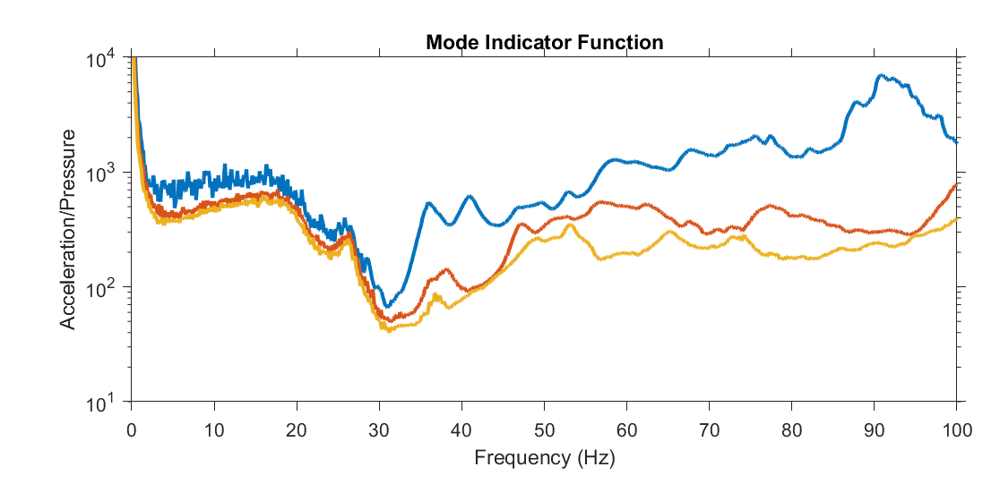 Mode Indicator Function
Acceleration/Pressure
10^4
10^3
10^2
10^1
0 10 20 30 40 50 60 70 80 90 100
Frequency (Hz)